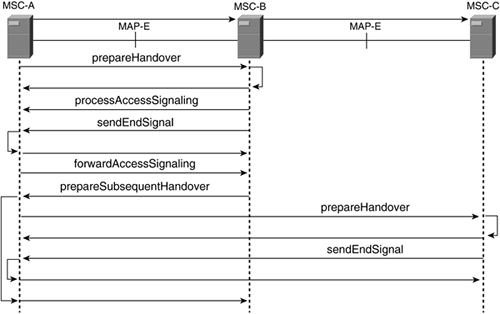 MSC-A
MSC-B
MSC-C
MAP-E
MAP-E
prepareHandover
processAccessSignaling
sendEndSignal
forwardAccessSignaling
prepareSubsequentHandover
prepareHandover
sendEndSignal